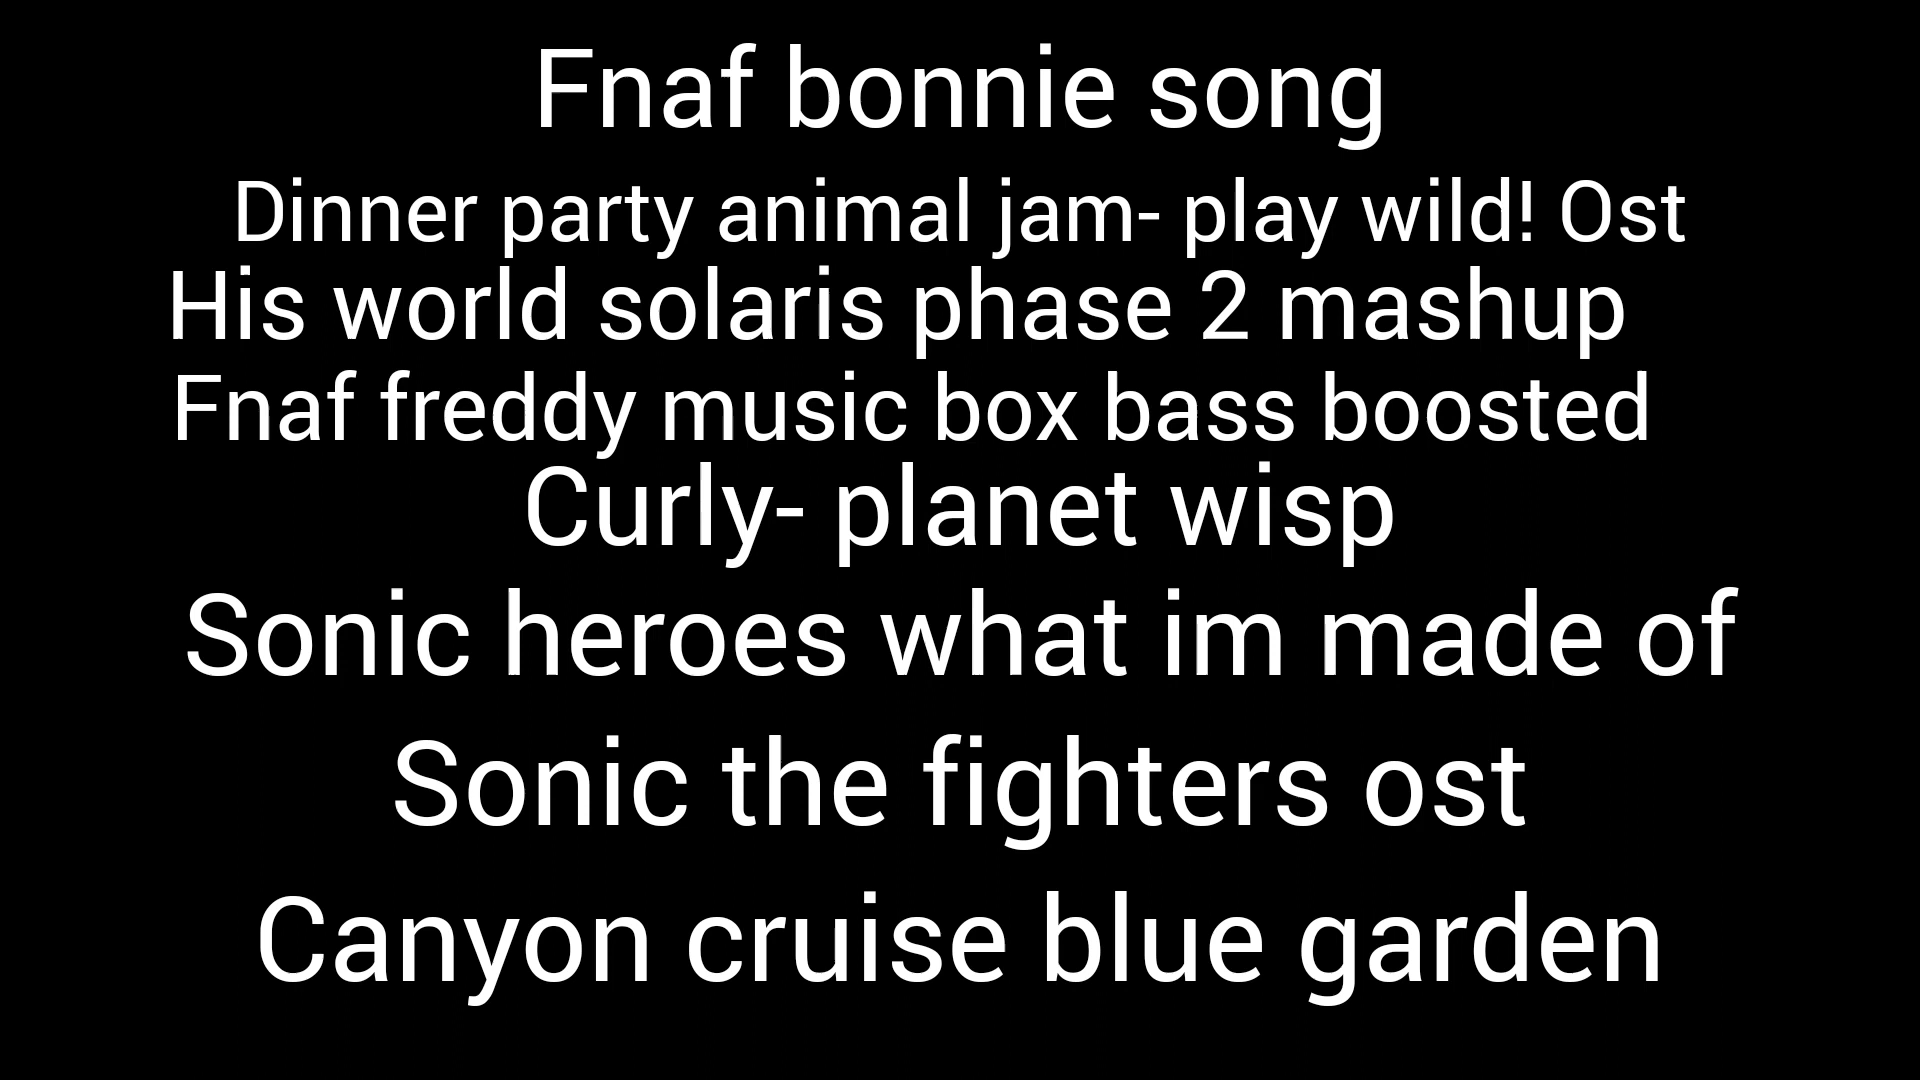 Fnaf bonnie song
Dinner party animal jam- play wild! Ost
His world solaris phase 2 mashup
Fnaf freddy music box bass boosted
Curly- planet wisp
Sonic heroes what im made of
Sonic the fighters ost
Canyon cruise blue garden